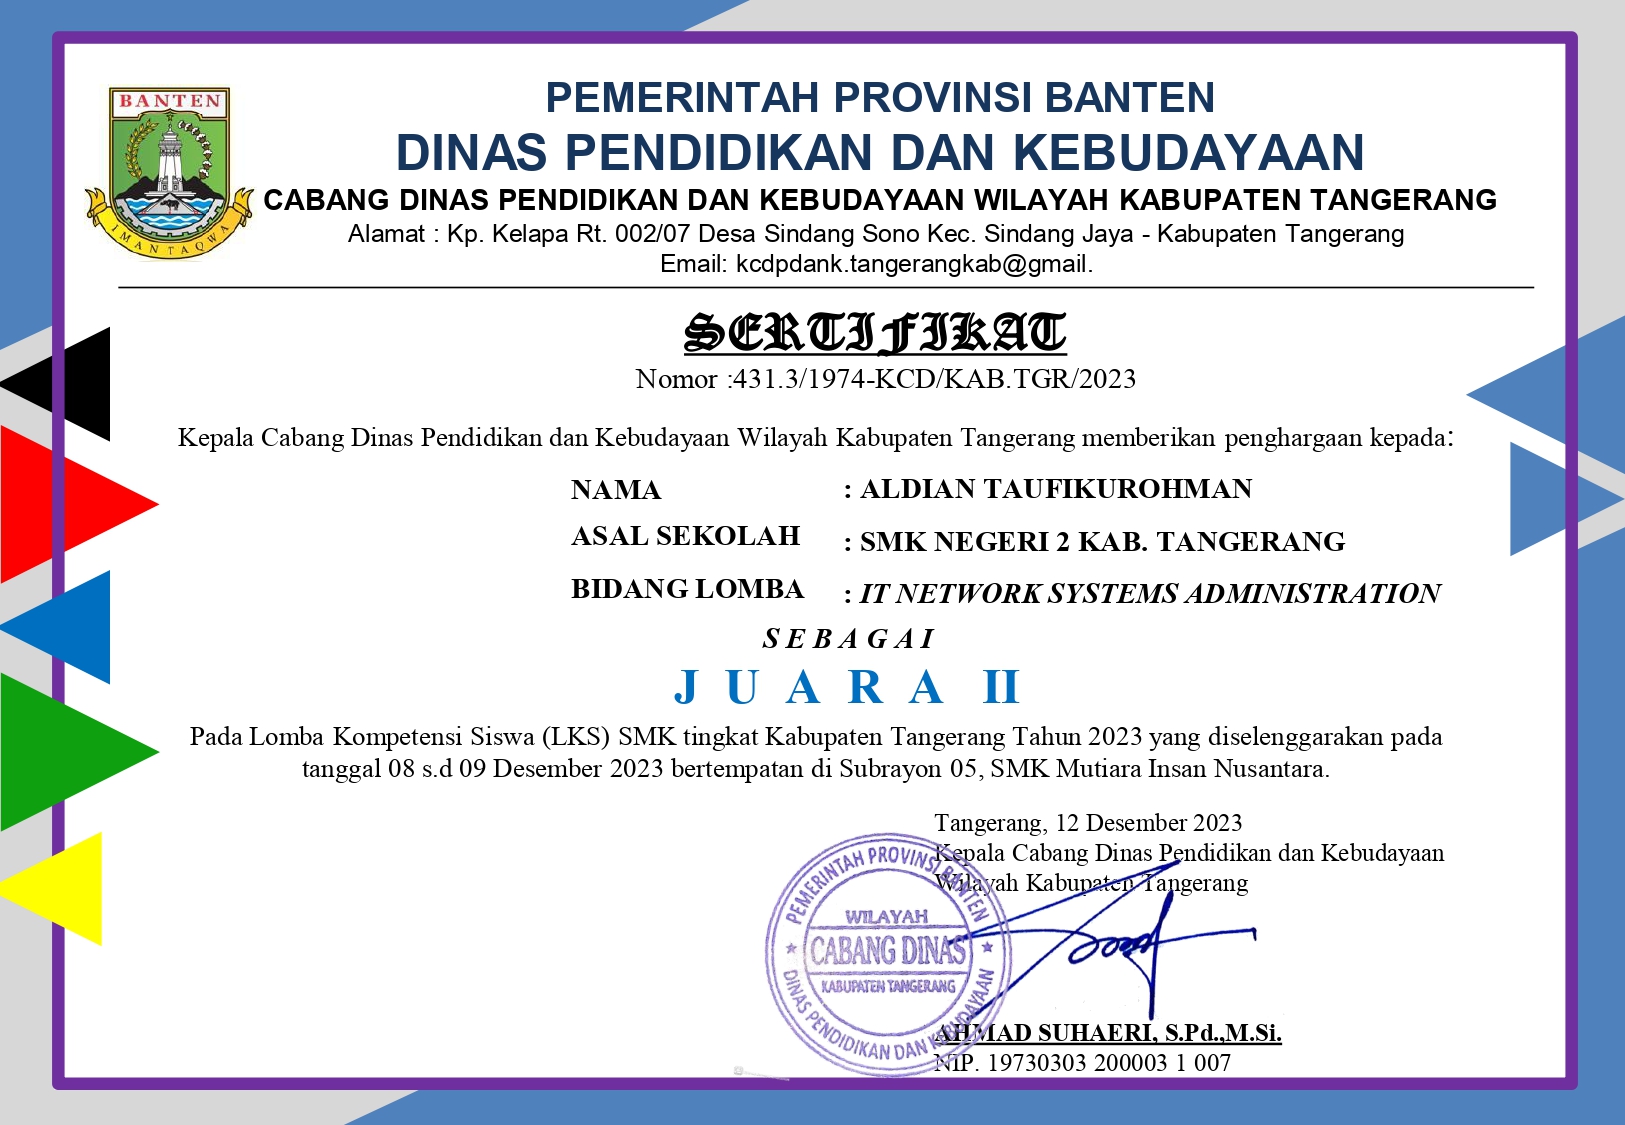 BANTEN
IMAN TAQWA
PEMERINTAH PROVINSI BANTEN
DINAS PENDIDIKAN DAN KEBUDAYAAN
CABANG DINAS PENDIDIKAN DAN KEBUDAYAAN WILAYAH KABUPATEN TANGERANG
Alamat : Kp. Kelapa Rt. 002/07 Desa Sindang Sono Kec. Sindang Jaya - Kabupaten Tangerang
Email: kcdpdank.tangerangkab@gmail.
SERTIFIKAT
Nomor :431.3/1974-KCD/KAB.TGR/2023
Kepala Cabang Dinas Pendidikan dan Kebudayaan Wilayah Kabupaten Tangerang memberikan penghargaan kepada:
NAMA : ALDIAN TAUFIKUROHMAN
ASAL SEKOLAH : SMK NEGERI 2 KAB. TANGERANG
BIDANG LOMBA : IT NETWORK SYSTEMS ADMINISTRATION
S E B A G A I
J U A R A II
Pada Lomba Kompetensi Siswa (LKS) SMK tingkat Kabupaten Tangerang Tahun 2023 yang diselenggarakan pada
tanggal 08 s.d 09 Desember 2023 bertempatan di Subrayon 05, SMK Mutiara Insan Nusantara.
Tangerang, 12 Desember 2023
Kepala Cabang Dinas Pendidikan dan Kebudayaan
Wilayah Kabupaten Tangerang
PEMERINTAH PROVINSI BANTEN
WILAYAH
CABANG DINAS
KABUPATEN TANGERANG
DINAS PENDIDIKAN DAN KEBUDAYAAN
AHMAD SUHAERI, S.Pd.,M.Si.
NIP. 19730303 200003 1 007